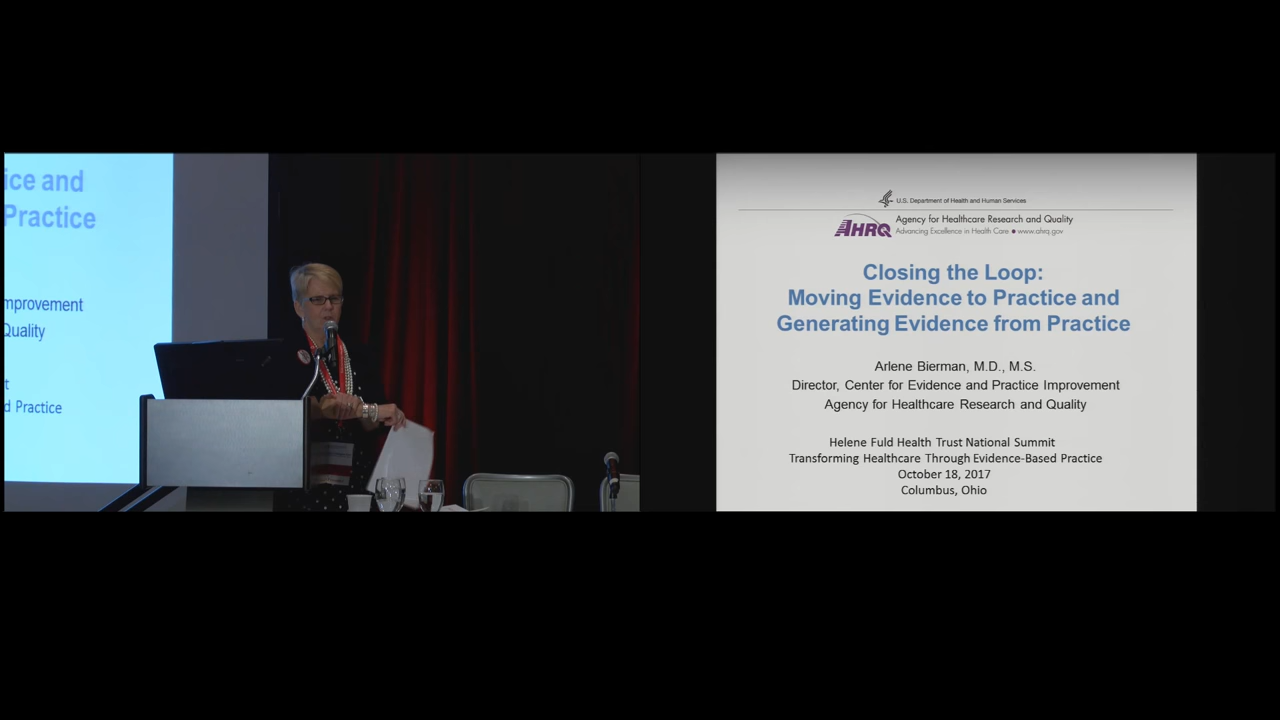 ice and
Practice
mprovement
Quality
t
d Practice
U.S. Department of Health and Human Services
AHRQ
Agency for Healthcare Research and Quality
Advancing Excellence in Health Care • www.ahrq.gov
Closing the Loop:
Moving Evidence to Practice and
Generating Evidence from Practice
Arlene Bierman, M.D., M.S.
Director, Center for Evidence and Practice Improvement
Agency for Healthcare Research and Quality
Helene Fuld Health Trust National Summit
Transforming Healthcare Through Evidence-Based Practice
October 18, 2017
Columbus, Ohio